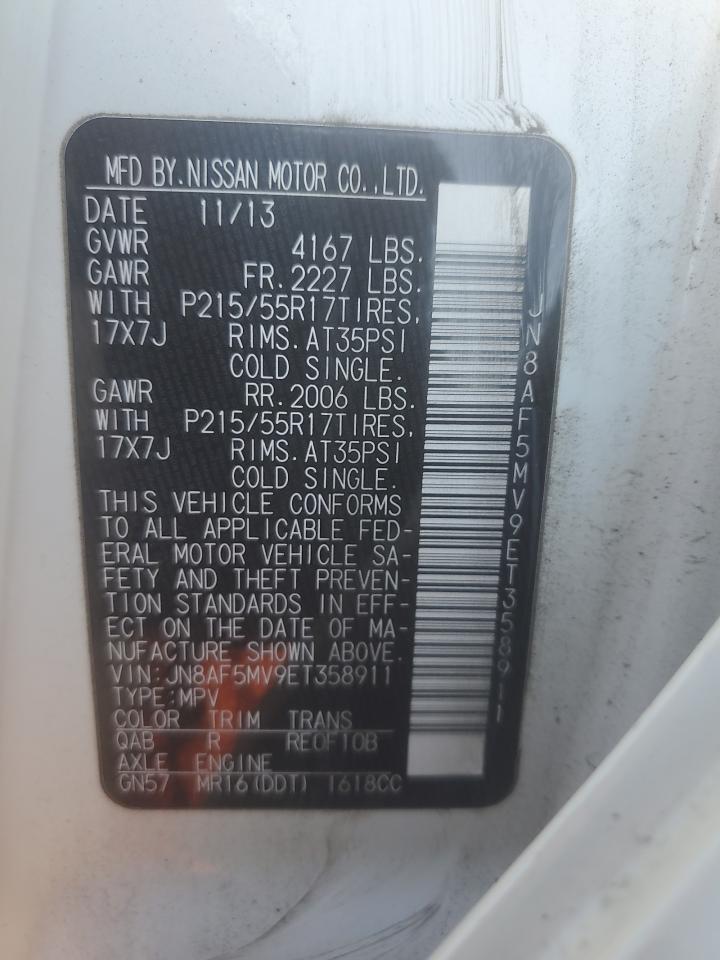 MFD BY.NISSAN MOTOR CO.,LTD.
DATE 11/13
GVWR 4167 LBS.
GAWR FR.2227 LBS.
WITH P215/55R17TIRES,
17X7J RIMS.AT35PSI
COLD SINGLE.
GAWR RR.2006 LBS.
WITH P215/55R17TIRES,
17X7J RIMS.AT35PSI
COLD SINGLE.
THIS VEHICLE CONFORMS
TO ALL APPLICABLE FED-
ERAL MOTOR VEHICLE SA-
FETY AND THEFT PREVEN-
TION STANDARDS IN EFF-
ECT ON THE DATE OF MA-
NUFACTURE SHOWN ABOVE.
VIN:JN8AF5MV9ET358911
TYPE:MPV
COLOR TRIM TRANS
QAB R RE0F10B
AXLE ENGINE
GN57 MR16(DDT) 1618CC
JN8AF5MV9ET358911